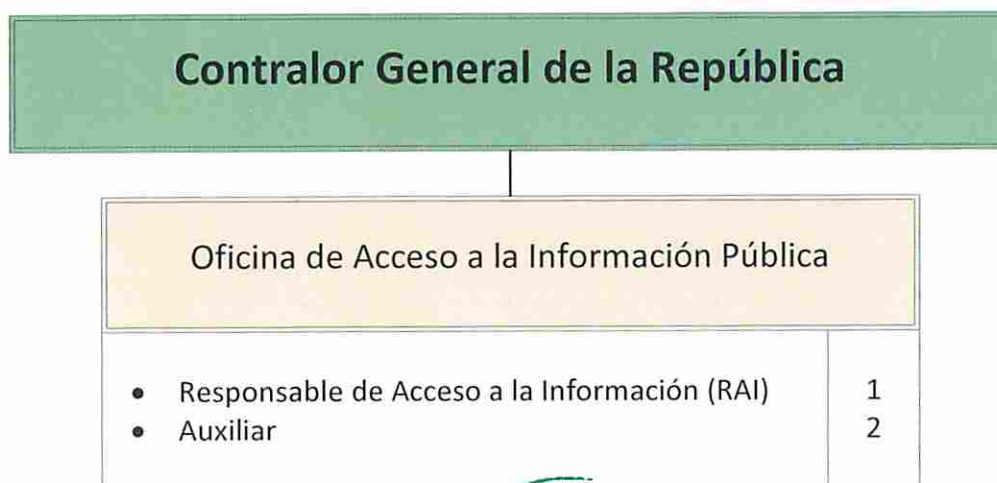 Contralor General de la República
Oficina de Acceso a la Información Pública
• Responsable de Acceso a la Información (RAI) 1
• Auxiliar 2